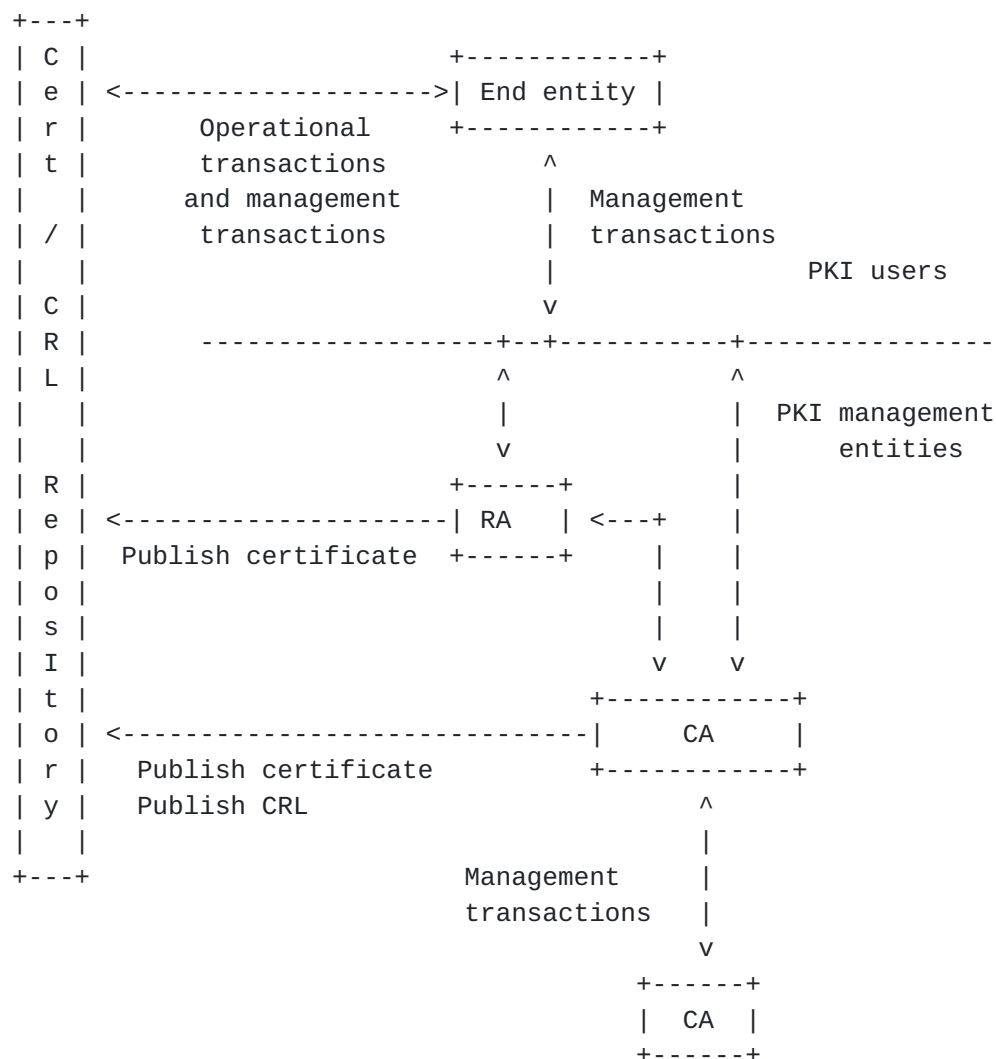 +---+
| C |                       +------------+
| e | <-------------------->| End entity |
| r |       Operational     +------------+
| t |       transactions          ^
|   |      and management         |  Management
| / |       transactions          |  transactions
|   |                             |                PKI users
| C |                             v
| R |       -------------------+--+-----------+----------------
| L |                          ^              ^
|   |                          |              |  PKI management
|   |                          v              |      entities
| R |                       +------+          |
| e | <---------------------| RA   | <---+    |
| p |  Publish certificate  +------+     |    |
| o |                                    |    |
| s |                                    |    |
| I |                                    v    v
| t |                                +------------+
| o | <------------------------------|     CA     |
| r |   Publish certificate          +------------+
| y |   Publish CRL                         ^
|   |                                       |
+---+                        Management     |
                             transactions   |
                                            v
                                        +------+
                                        |  CA  |
                                        +------+